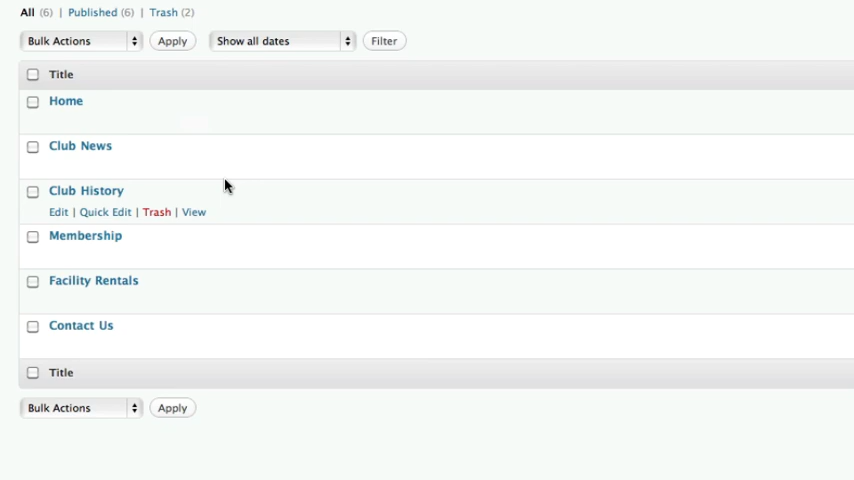 All (6) | Published (6) | Trash (2)
Bulk Actions Apply Show all dates Filter
Title
Home
Club News
Club History
Edit | Quick Edit | Trash | View
Membership
Facility Rentals
Contact Us
Title
Bulk Actions Apply